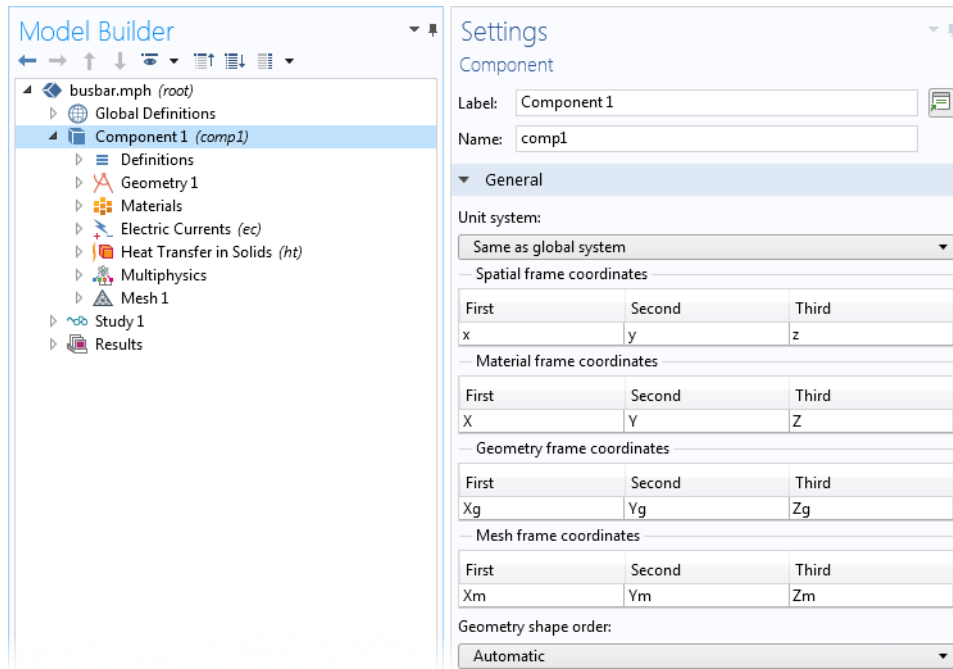 Model Builder
busbar.mph (root)
Global Definitions
Component 1 (comp1)
Definitions
Geometry 1
Materials
Electric Currents (ec)
Heat Transfer in Solids (ht)
Multiphysics
Mesh 1
Study 1
Results
Settings
Component
Label: Component 1
Name: comp1
General
Unit system:
Same as global system
Spatial frame coordinates
First Second Third
x y z
Material frame coordinates
First Second Third
X Y Z
Geometry frame coordinates
First Second Third
Xg Yg Zg
Mesh frame coordinates
First Second Third
Xm Ym Zm
Geometry shape order:
Automatic